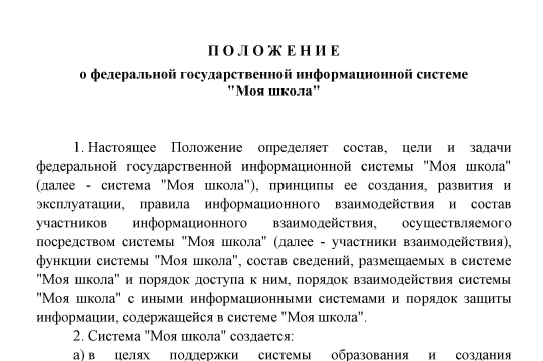 П О Л О Ж Е Н И Е
о федеральной государственной информационной системе
"Моя школа"
1. Настоящее Положение определяет состав, цели и задачи
федеральной государственной информационной системы "Моя школа"
(далее - система "Моя школа"), принципы ее создания, развития и
эксплуатации, правила информационного взаимодействия и состав
участников информационного взаимодействия, осуществляемого
посредством системы "Моя школа" (далее - участники взаимодействия),
функции системы "Моя школа", состав сведений, размещаемых в системе
"Моя школа" и порядок доступа к ним, порядок взаимодействия системы
"Моя школа" с иными информационными системами и порядок защиты
информации, содержащейся в системе "Моя школа".
2. Система "Моя школа" создается:
а) в целях поддержки системы образования и создания